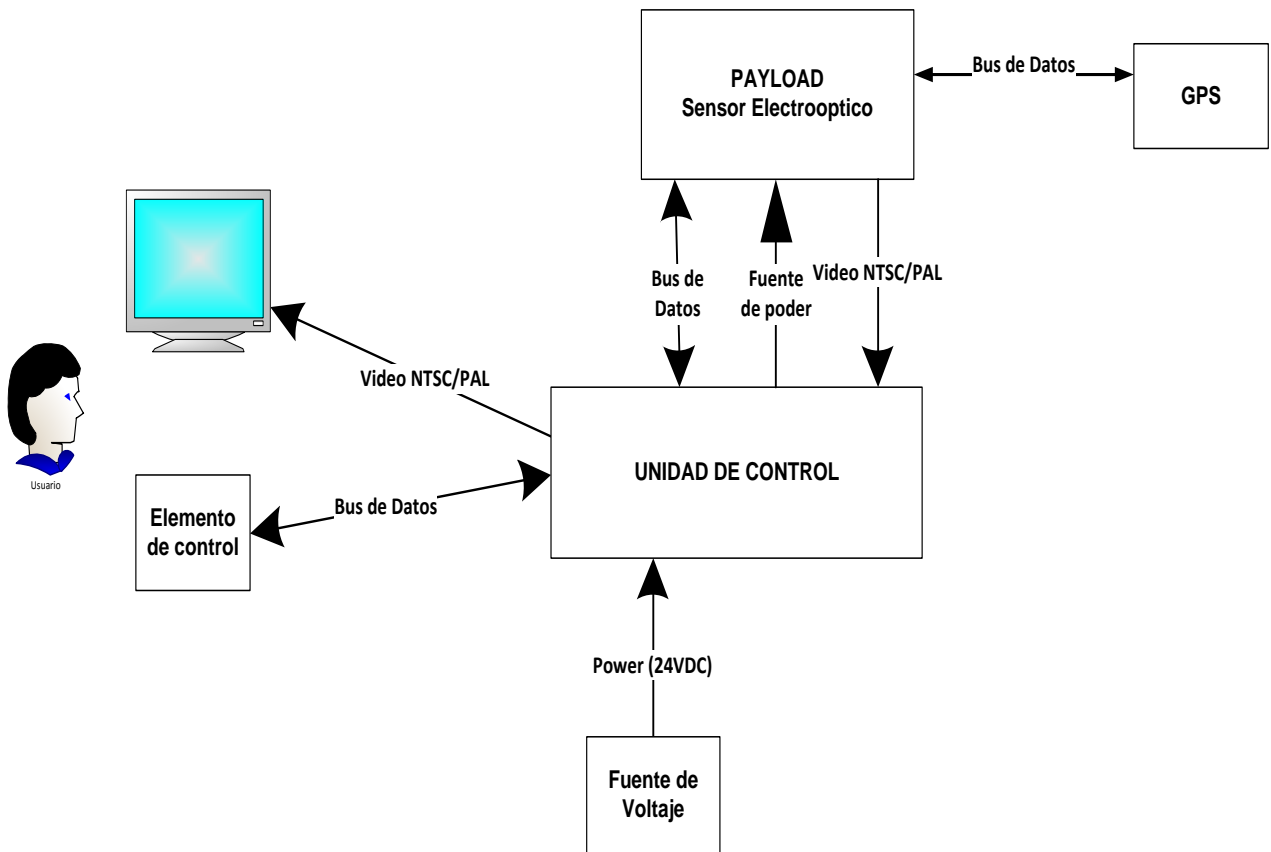 PAYLOAD
Sensor Electrooptico
Bus de Datos
GPS
Bus de
Datos
Fuente
de poder
Video NTSC/PAL
Video NTSC/PAL
Usuario
UNIDAD DE CONTROL
Elemento
de control
Bus de Datos
Power (24VDC)
Fuente de
Voltaje